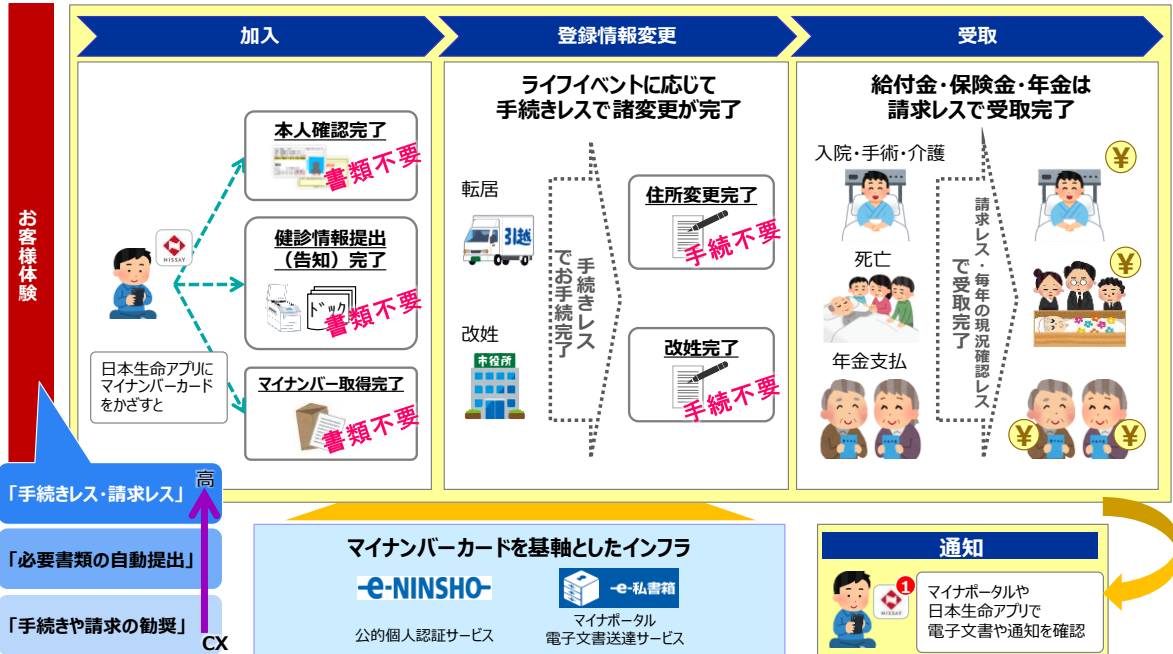 お客様体験
加入
登録情報変更
受取
本人確認完了
書類不要
健診情報提出
（告知）完了
ドック
書類不要
マイナンバー取得完了
書類不要
NISSAY
日本生命アプリに
マイナンバーカード
をかざすと
ライフイベントに応じて
手続きレスで諸変更が完了
転居
引越
改姓
市役所
手続きレス
でお手続完了
住所変更完了
手続不要
改姓完了
手続不要
給付金・保険金・年金は
請求レスで受取完了
入院・手術・介護
死亡
年金支払
請求レス・毎年の現況確認レス
で受取完了
¥
¥
¥
¥
「手続きレス・請求レス」
高
「必要書類の自動提出」
「手続きや請求の勧奨」
CX
マイナンバーカードを基軸としたインフラ
e-NINSHO
公的個人認証サービス
e-私書箱
マイナポータル
電子文書送達サービス
通知
1
NISSAY
マイナポータルや
日本生命アプリで
電子文書や通知を確認